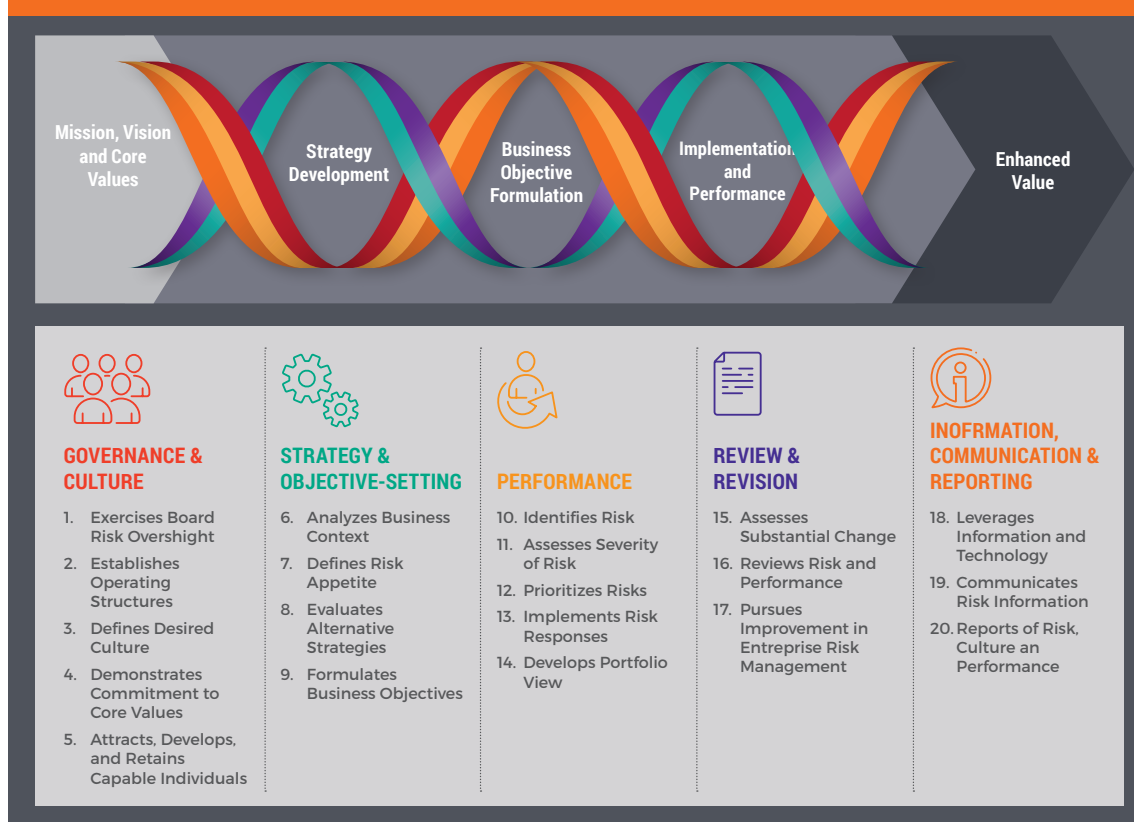 Mission, Vision
and Core
Values
Strategy
Development
Business
Objective
Formulation
Implementation
and
Performance
Enhanced
Value
GOVERNANCE &
CULTURE
1. Exercises Board
Risk Overshight
2. Establishes
Operating
Structures
3. Defines Desired
Culture
4. Demonstrates
Commitment to
Core Values
5. Attracts, Develops,
and Retains
Capable Individuals
STRATEGY &
OBJECTIVE-SETTING
6. Analyzes Business
Context
7. Defines Risk
Appetite
8. Evaluates
Alternative
Strategies
9. Formulates
Business Objectives
PERFORMANCE
10. Identifies Risk
11. Assesses Severity
of Risk
12. Prioritizes Risks
13. Implements Risk
Responses
14. Develops Portfolio
View
REVIEW &
REVISION
15. Assesses
Substantial Change
16. Reviews Risk and
Performance
17. Pursues
Improvement in
Entreprise Risk
Management
INOFRMATION,
COMMUNICATION &
REPORTING
18. Leverages
Information and
Technology
19. Communicates
Risk Information
20. Reports of Risk,
Culture an
Performance